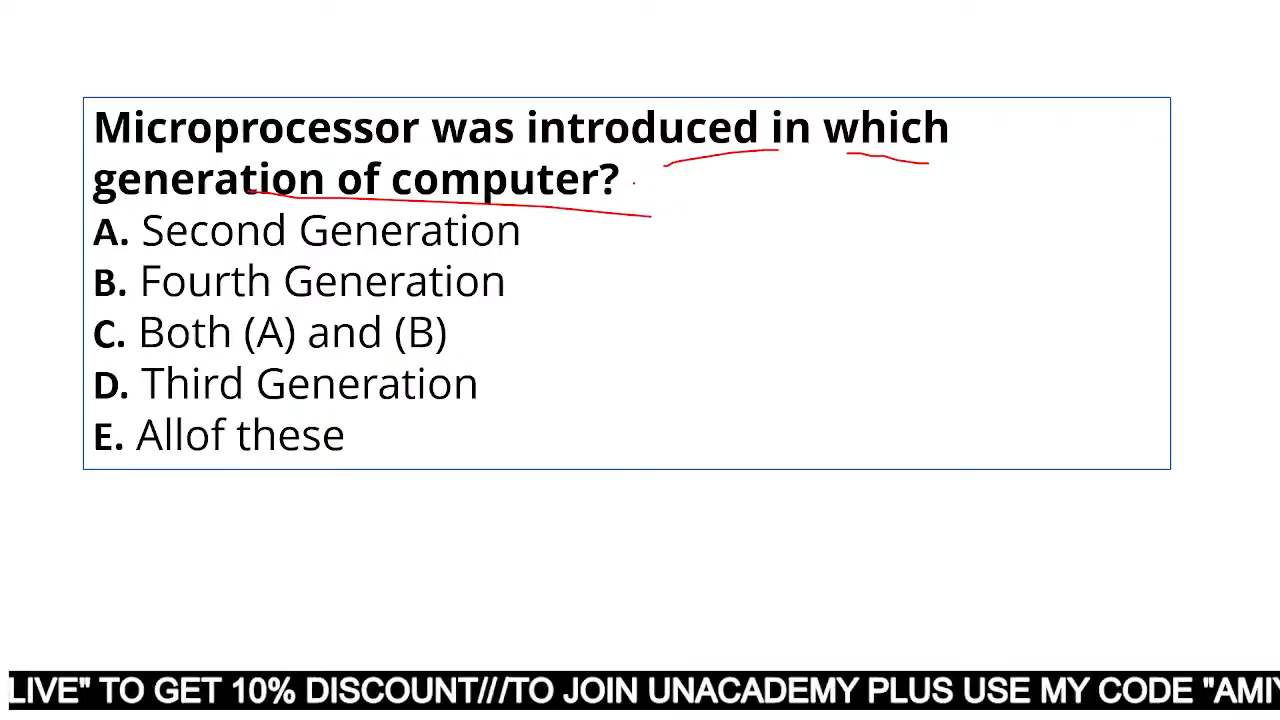 Microprocessor was introduced in which
generation of computer?
A. Second Generation
B. Fourth Generation
C. Both (A) and (B)
D. Third Generation
E. Allof these
LIVE" TO GET 10% DISCOUNT///TO JOIN UNACADEMY PLUS USE MY CODE "AMIY